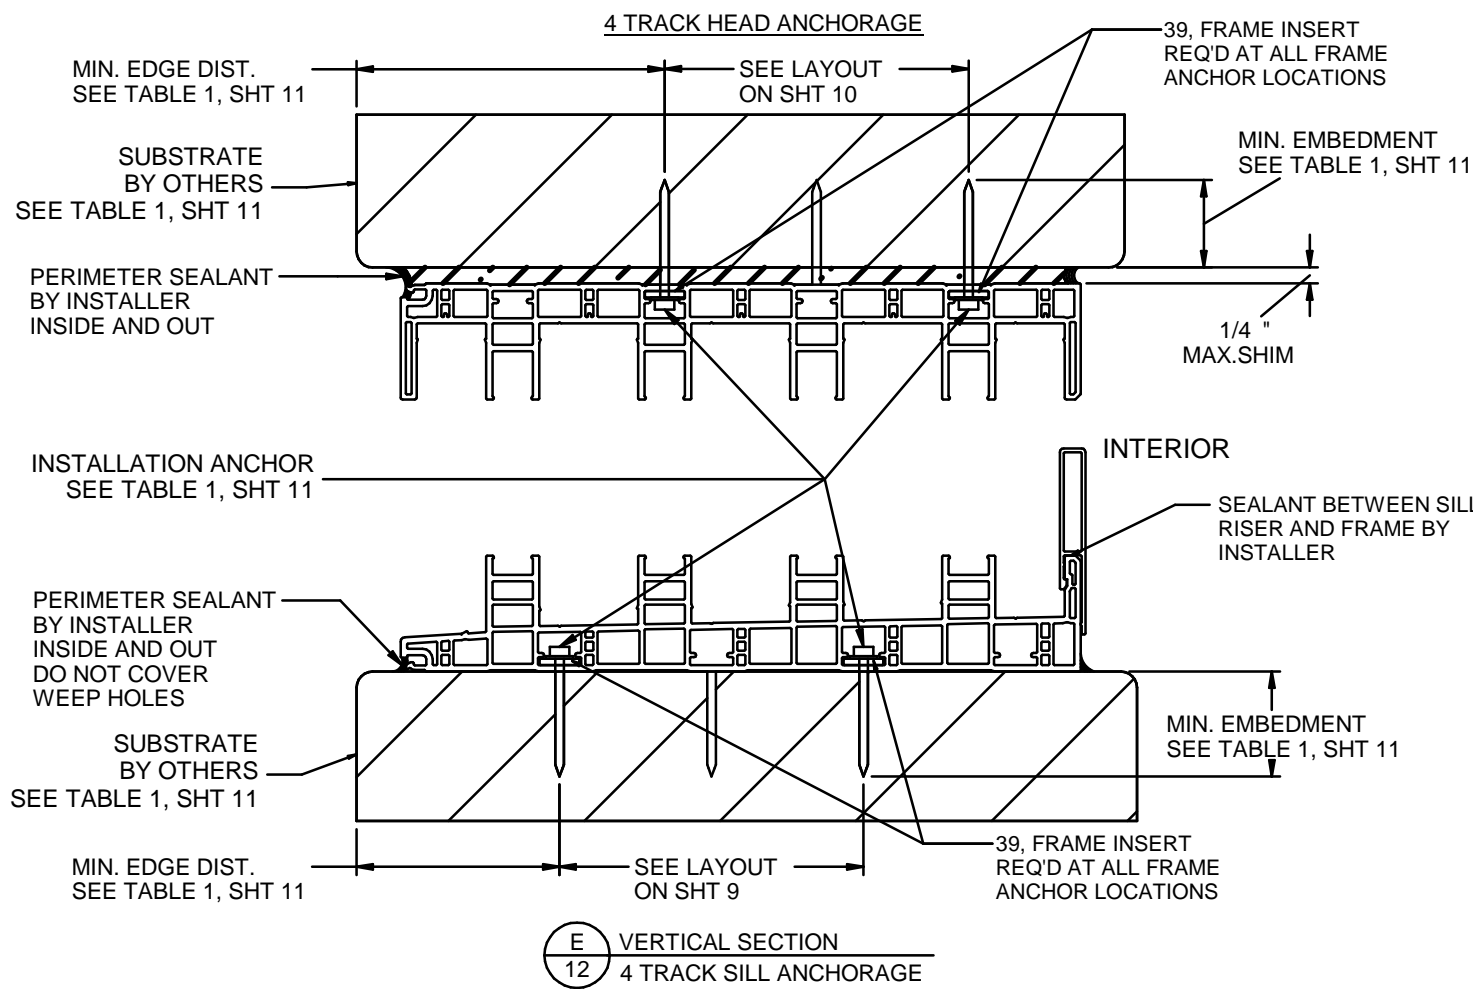 4 TRACK HEAD ANCHORAGE
MIN. EDGE DIST.
SEE TABLE 1, SHT 11
SEE LAYOUT
ON SHT 10
39, FRAME INSERT
REQ'D AT ALL FRAME
ANCHOR LOCATIONS
SUBSTRATE
BY OTHERS
SEE TABLE 1, SHT 11
MIN. EMBEDMENT
SEE TABLE 1, SHT 11
PERIMETER SEALANT
BY INSTALLER
INSIDE AND OUT
1/4 "
MAX.SHIM
INSTALLATION ANCHOR
SEE TABLE 1, SHT 11
INTERIOR
SEALANT BETWEEN SILL
RISER AND FRAME BY
INSTALLER
PERIMETER SEALANT
BY INSTALLER
INSIDE AND OUT
DO NOT COVER
WEEP HOLES
SUBSTRATE
BY OTHERS
SEE TABLE 1, SHT 11
MIN. EMBEDMENT
SEE TABLE 1, SHT 11
MIN. EDGE DIST.
SEE TABLE 1, SHT 11
SEE LAYOUT
ON SHT 9
39, FRAME INSERT
REQ'D AT ALL FRAME
ANCHOR LOCATIONS
E
12
VERTICAL SECTION
4 TRACK SILL ANCHORAGE